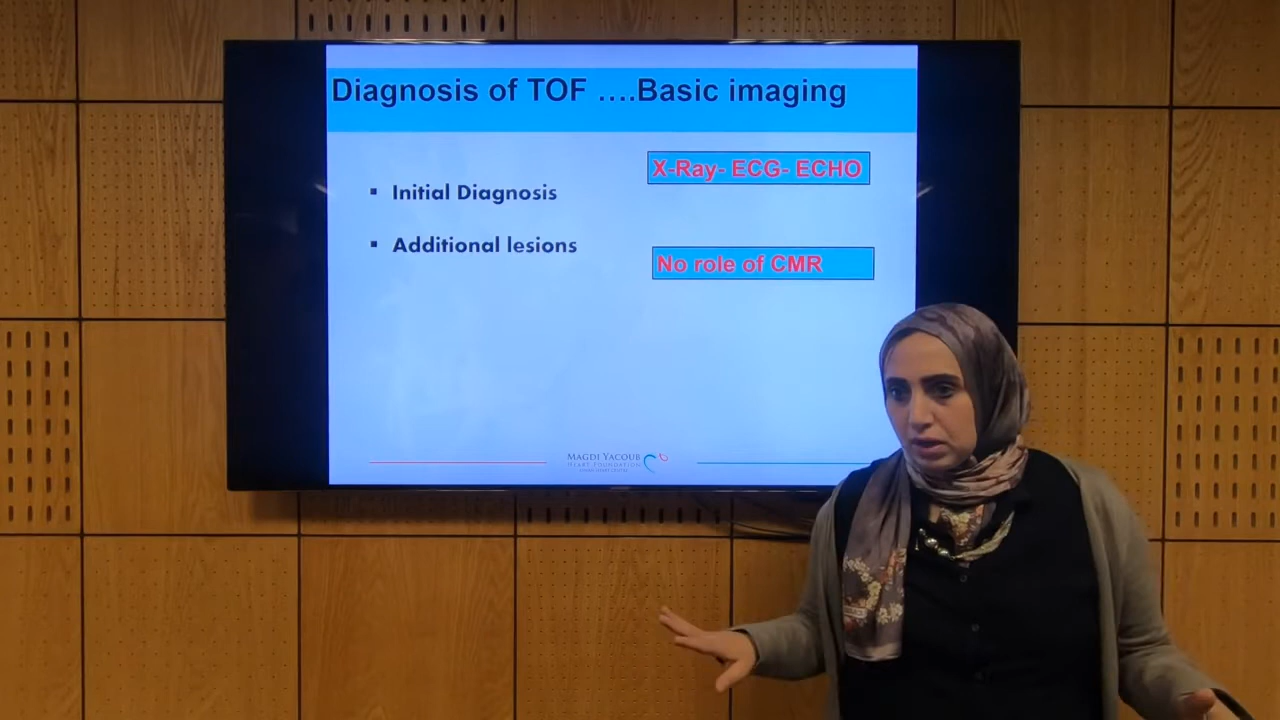 Diagnosis of TOF ....Basic imaging
X-Ray- ECG- ECHO
▪ Initial Diagnosis
▪ Additional lesions
No role of CMR
MAGDI YACOUB
HEART FOUNDATION